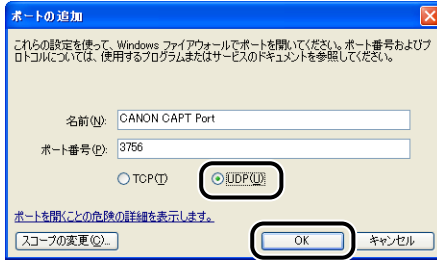 ポートの追加
これらの設定を使って、Windows ファイアウォールでポートを開いてください。ポート番号およびプ
ロトコルについては、使用するプログラムまたはサービスのドキュメントを参照してください。
名前(N): CANON CAPT Port
ポート番号(P): 3756
TCP(T) UDP(U)
ポートを開くことの危険の詳細を表示します。
スコープの変更(C)... OK キャンセル